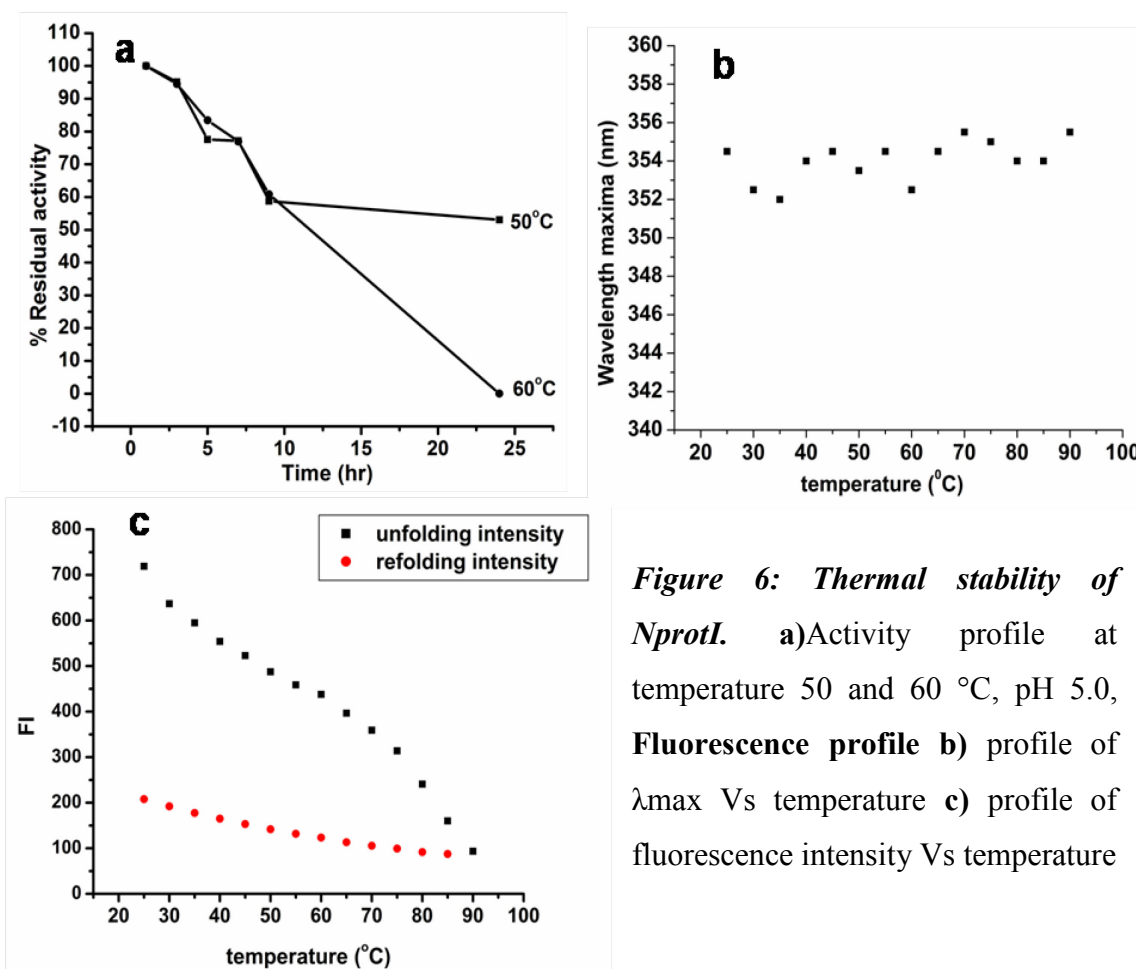 a
110
100
90
80
70
60
50
40
30
20
10
0
-10
% Residual activity
50°C
60°C
0 5 10 15 20 25
Time (hr)
b
360
358
356
354
352
350
348
346
344
342
340
Wavelength maxima (nm)
20 30 40 50 60 70 80 90 100
temperature (⁰C)
c
800
700
600
500
400
300
200
100
0
FI
unfolding intensity
refolding intensity
20 30 40 50 60 70 80 90 100
temperature (°C)
Figure 6: Thermal stability of
NprotI. a)Activity profile at
temperature 50 and 60 °C, pH 5.0,
Fluorescence profile b) profile of
λmax Vs temperature c) profile of
fluorescence intensity Vs temperature